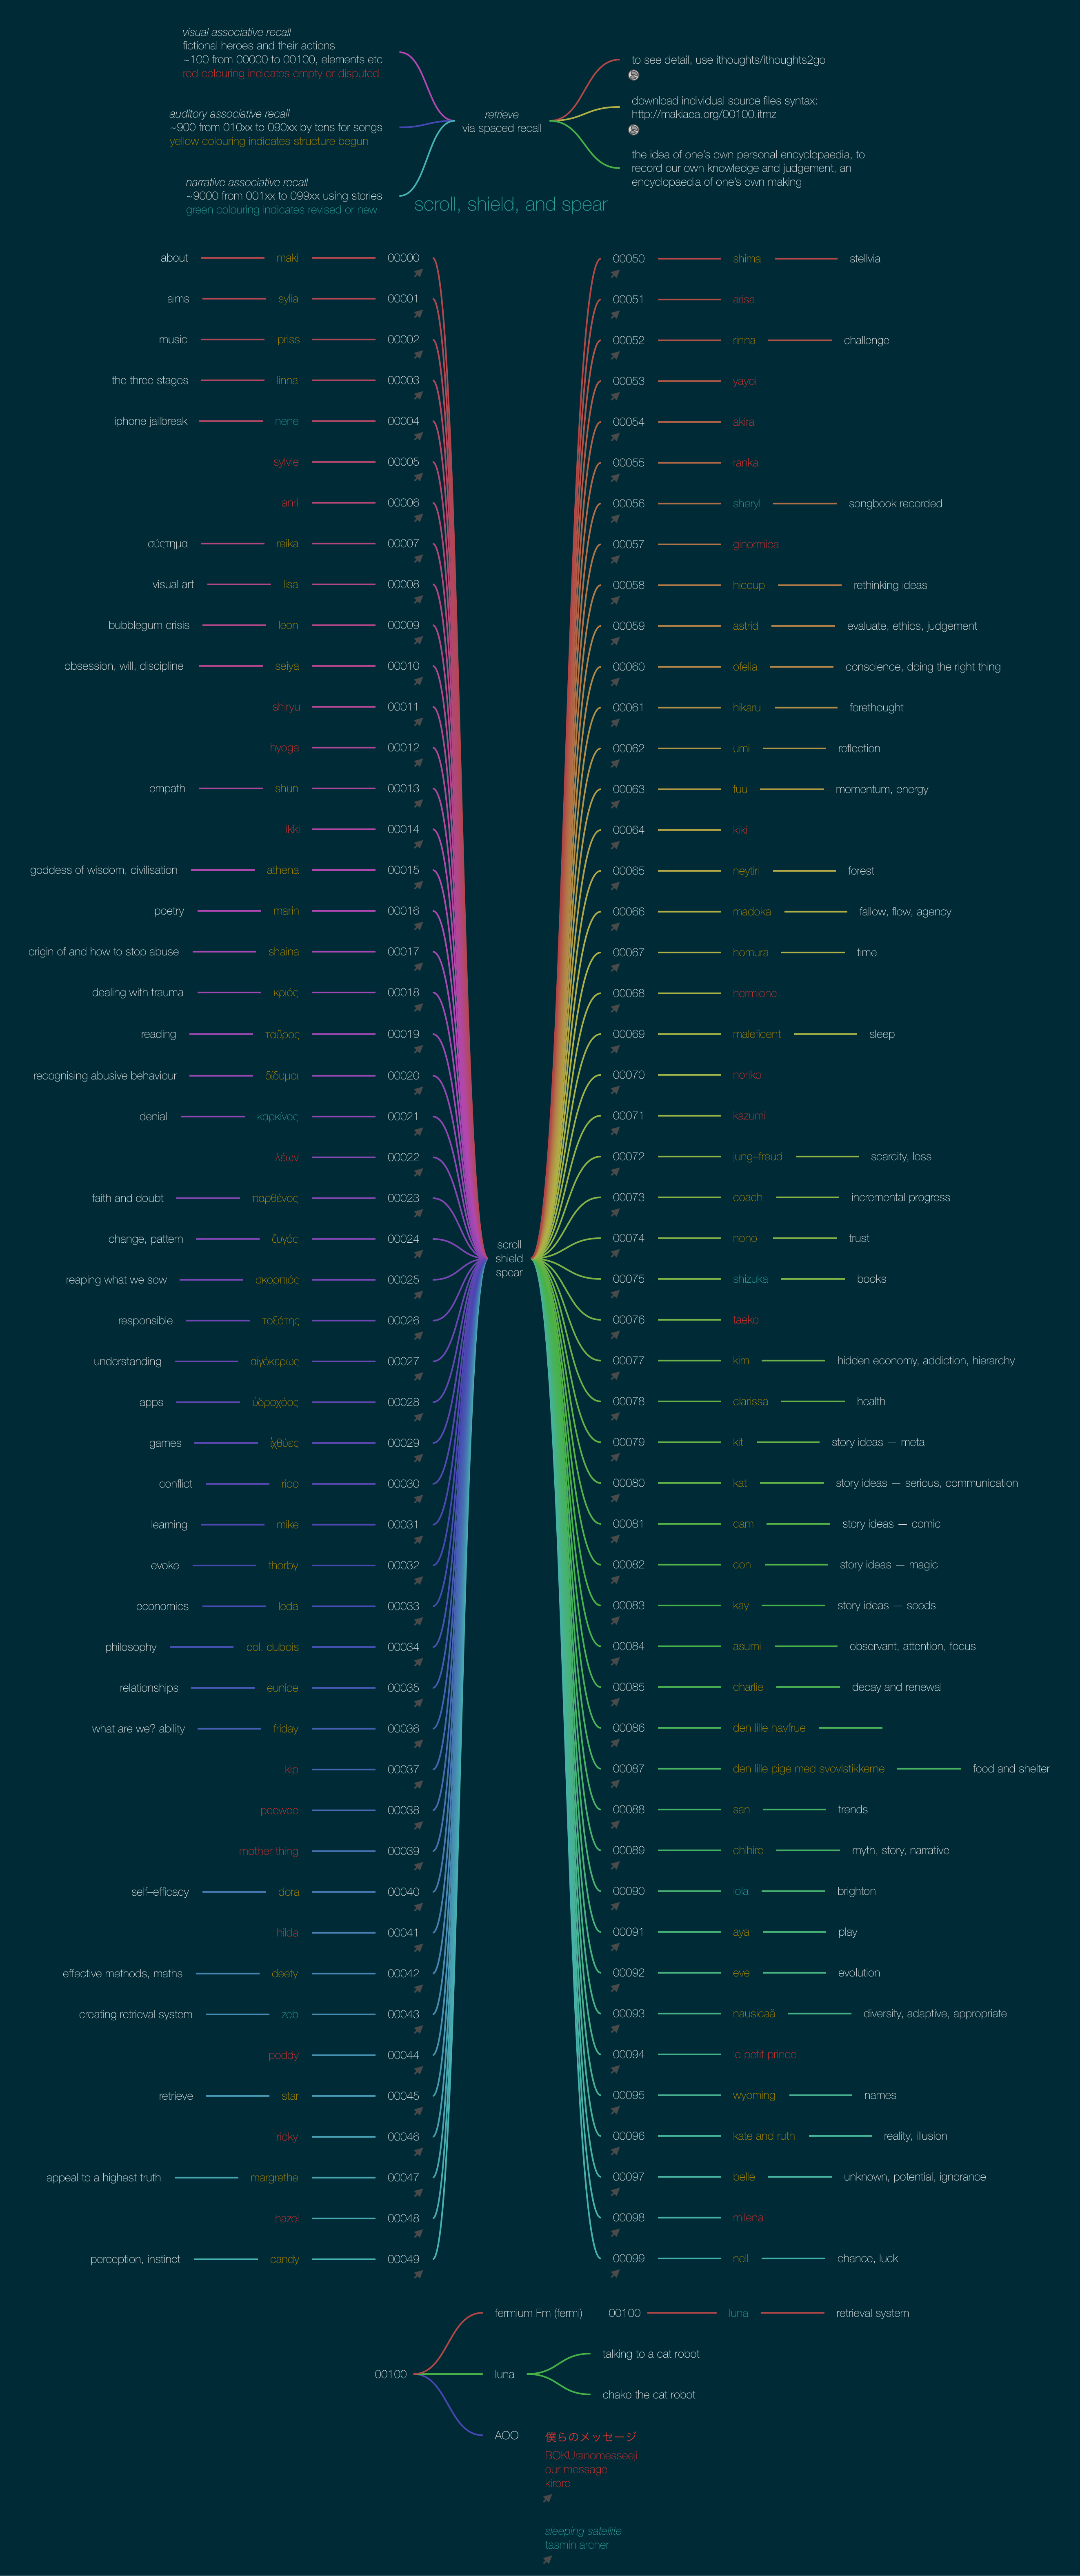 visual associative recall
fictional heroes and their actions
~100 from 00000 to 00100, elements etc
red colouring indicates empty or disputed
auditory associative recall
~900 from 010xx to 090xx by tens for songs
yellow colouring indicates structure begun
narrative associative recall
~9000 from 001xx to 099xx using stories
green colouring indicates revised or new
retrieve
via spaced recall
to see detail, use ithoughts/ithoughts2go
download individual source files syntax:
http://makiaea.org/00100.itmz
the idea of one's own personal encyclopaedia, to
record our own knowledge and judgement, an
encyclopaedia of one's own making
scroll, shield, and spear
about maki 00000
aims sylia 00001
music priss 00002
the three stages linna 00003
iphone jailbreak nene 00004
sylvie 00005
anri 00006
σύςτημα reika 00007
visual art lisa 00008
bubblegum crisis leon 00009
obsession, will, discipline seiya 00010
shiryu 00011
hyoga 00012
empath shun 00013
ikki 00014
goddess of wisdom, civilisation athena 00015
poetry marin 00016
origin of and how to stop abuse shaina 00017
dealing with trauma κριός 00018
reading ταῦρος 00019
recognising abusive behaviour δίδυμοι 00020
denial καρκίνος 00021
λέων 00022
faith and doubt παρθένος 00023
change, pattern ζυγός 00024
reaping what we sow σκορπιός 00025
responsible τοξότης 00026
understanding αἰγόκερως 00027
apps ὑδροχόος 00028
games ἰχθύες 00029
conflict rico 00030
learning mike 00031
evoke thorby 00032
economics leda 00033
philosophy col. dubois 00034
relationships eunice 00035
what are we? ability friday 00036
kip 00037
peewee 00038
mother thing 00039
self–efficacy dora 00040
hilda 00041
effective methods, maths deety 00042
creating retrieval system zeb 00043
poddy 00044
retrieve star 00045
ricky 00046
appeal to a highest truth margrethe 00047
hazel 00048
perception, instinct candy 00049
scroll
shield
spear
00050 shima stellvia
00051 arisa
00052 rinna challenge
00053 yayoi
00054 akira
00055 ranka
00056 sheryl songbook recorded
00057 ginormica
00058 hiccup rethinking ideas
00059 astrid evaluate, ethics, judgement
00060 ofelia conscience, doing the right thing
00061 hikaru forethought
00062 umi reflection
00063 fuu momentum, energy
00064 kiki
00065 neytiri forest
00066 madoka fallow, flow, agency
00067 homura time
00068 hermione
00069 maleficent sleep
00070 noriko
00071 kazumi
00072 jung–freud scarcity, loss
00073 coach incremental progress
00074 nono trust
00075 shizuka books
00076 taeko
00077 kim hidden economy, addiction, hierarchy
00078 clarissa health
00079 kit story ideas — meta
00080 kat story ideas — serious, communication
00081 cam story ideas — comic
00082 con story ideas — magic
00083 kay story ideas — seeds
00084 asumi observant, attention, focus
00085 charlie decay and renewal
00086 den lille havfrue
00087 den lille pige med svovlstikkerne food and shelter
00088 san trends
00089 chihiro myth, story, narrative
00090 lola brighton
00091 aya play
00092 eve evolution
00093 nausicaä diversity, adaptive, appropriate
00094 le petit prince
00095 wyoming names
00096 kate and ruth reality, illusion
00097 belle unknown, potential, ignorance
00098 milena
00099 nell chance, luck
00100
fermium Fm (fermi)
00100 luna retrieval system
luna
talking to a cat robot
chako the cat robot
AOO
僕らのメッセージ
BOKUranomesseeji
our message
kiroro
sleeping satellite
tasmin archer